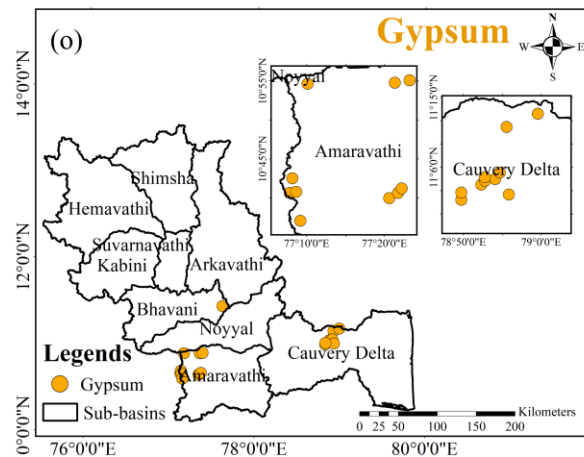 (o)
Gypsum
N
W
E
S
14°0'0"N
12°0'0"N
0°0'0"N
76°0'0"E
78°0'0"E
80°0'0"E
Noyyal
Amaravathi
10°55'0"N
10°45'0"N
77°10'0"E
77°20'0"E
Cauvery Delta
11°15'0"N
11°6'0"N
78°50'0"E
79°0'0"E
Shimsha
Hemavathi
Suvarnavathi
Kabini
Arkavathi
Bhavani
Noyyal
Cauvery Delta
Amaravathi
Legends
Gypsum
Sub-basins
Kilometers
0 25 50 100 150 200